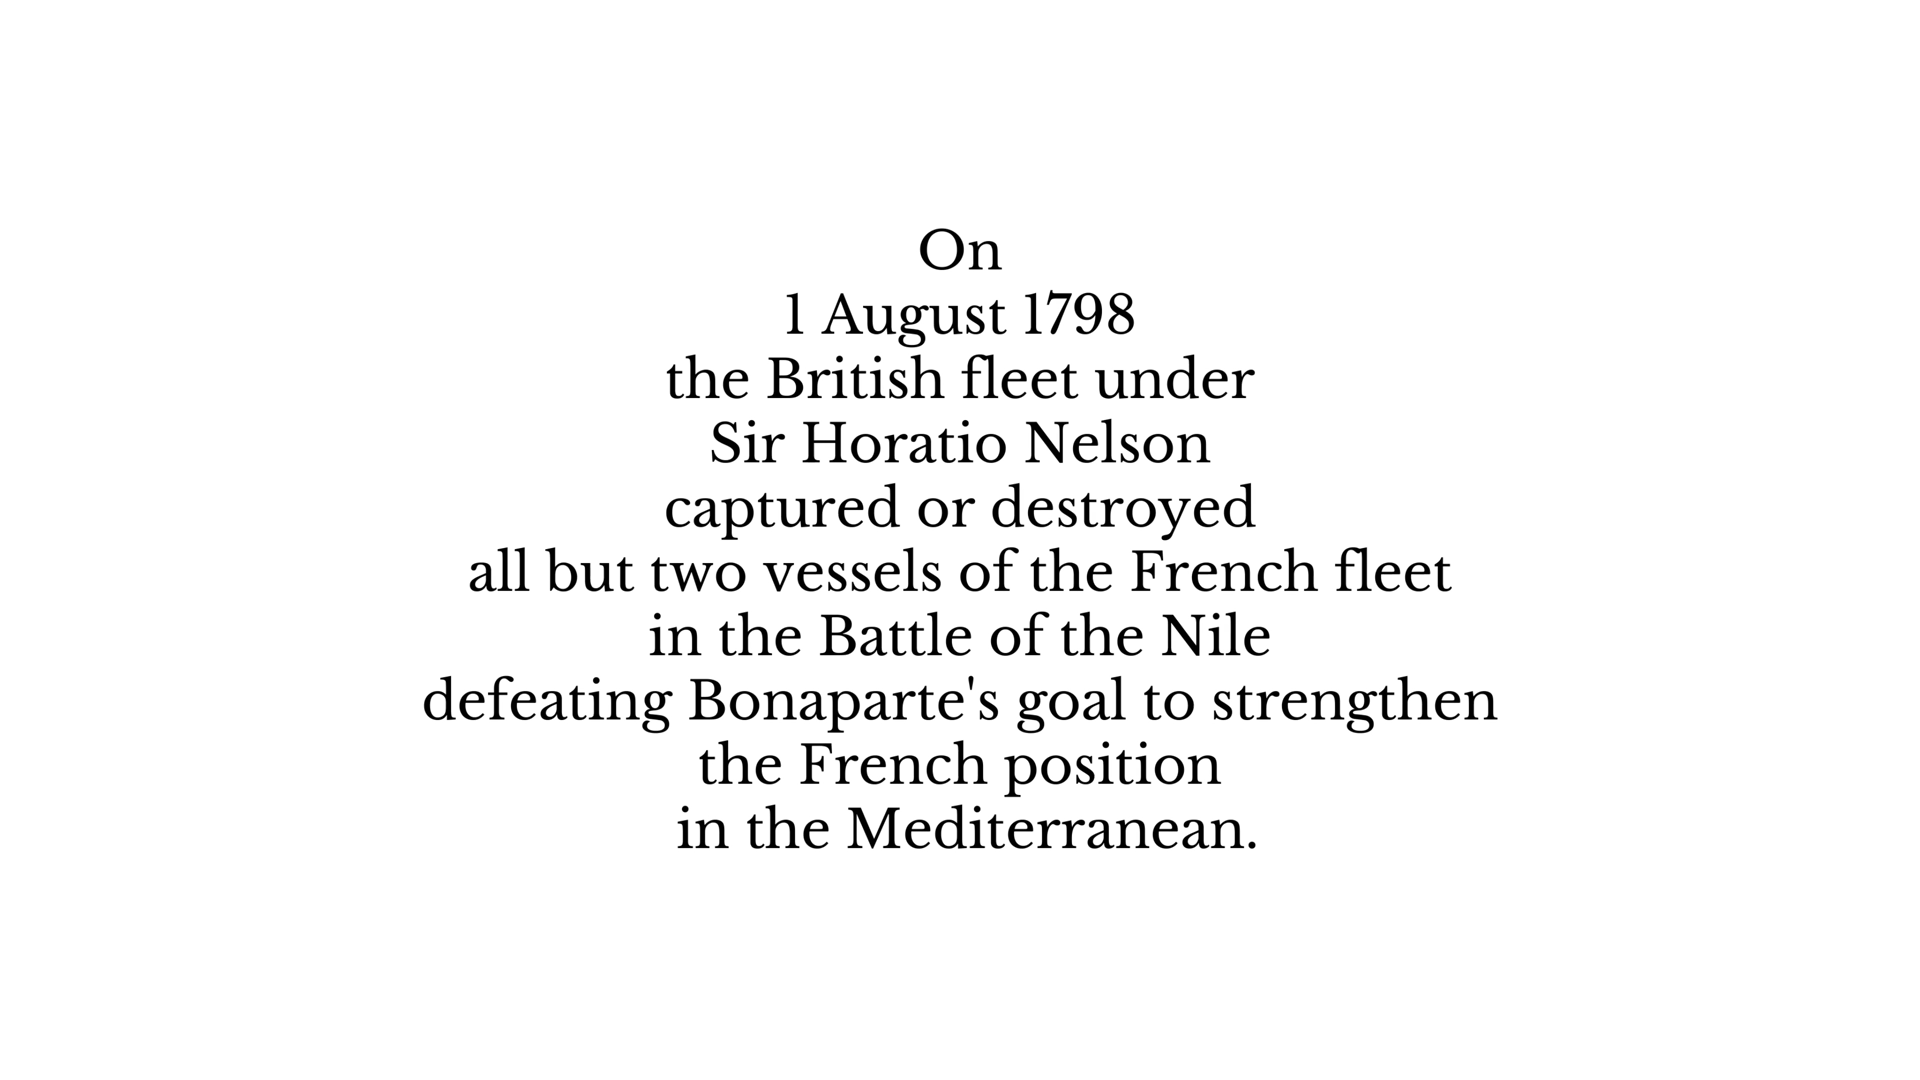 On
1 August 1798
the British fleet under
Sir Horatio Nelson
captured or destroyed
all but two vessels of the French fleet
in the Battle of the Nile
defeating Bonaparte's goal to strengthen
the French position
in the Mediterranean.